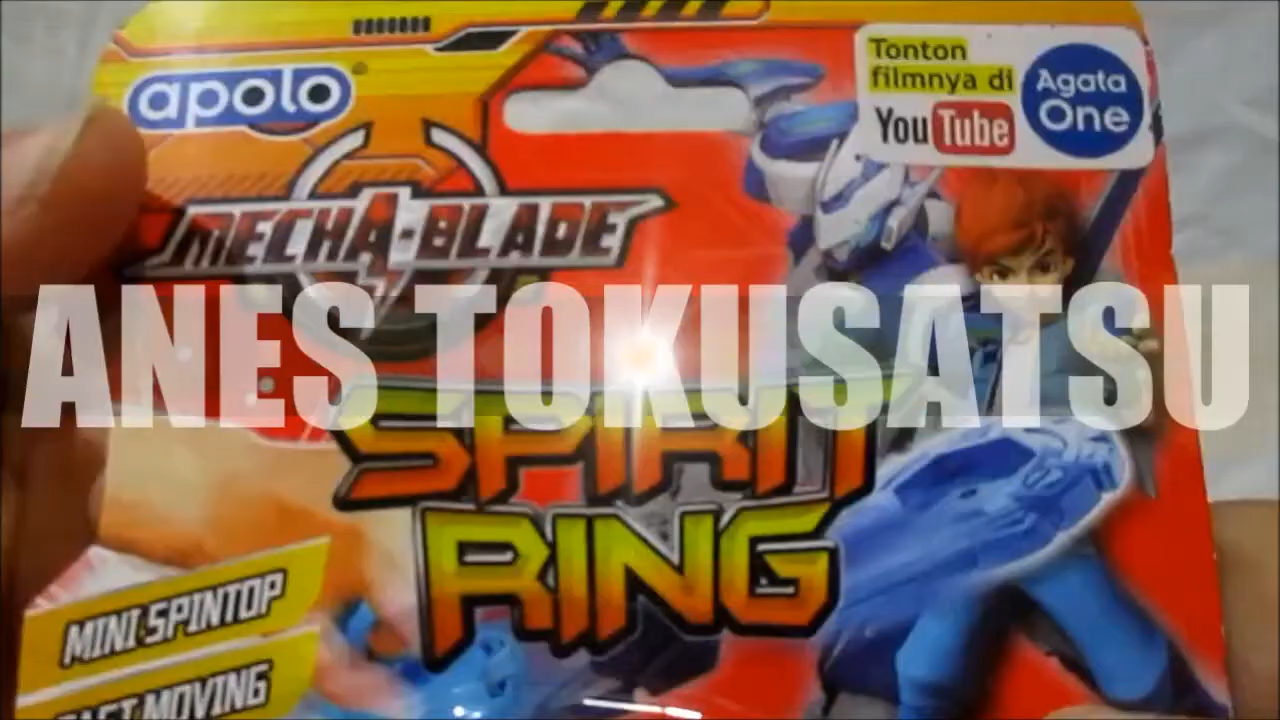 apolo
Tonton
filmnya di
YouTube
Agata
One
MECHA-BLADE
ANES TOKUSATSU
SPIRIT
RING
MINI SPINTOP
FAST MOVING